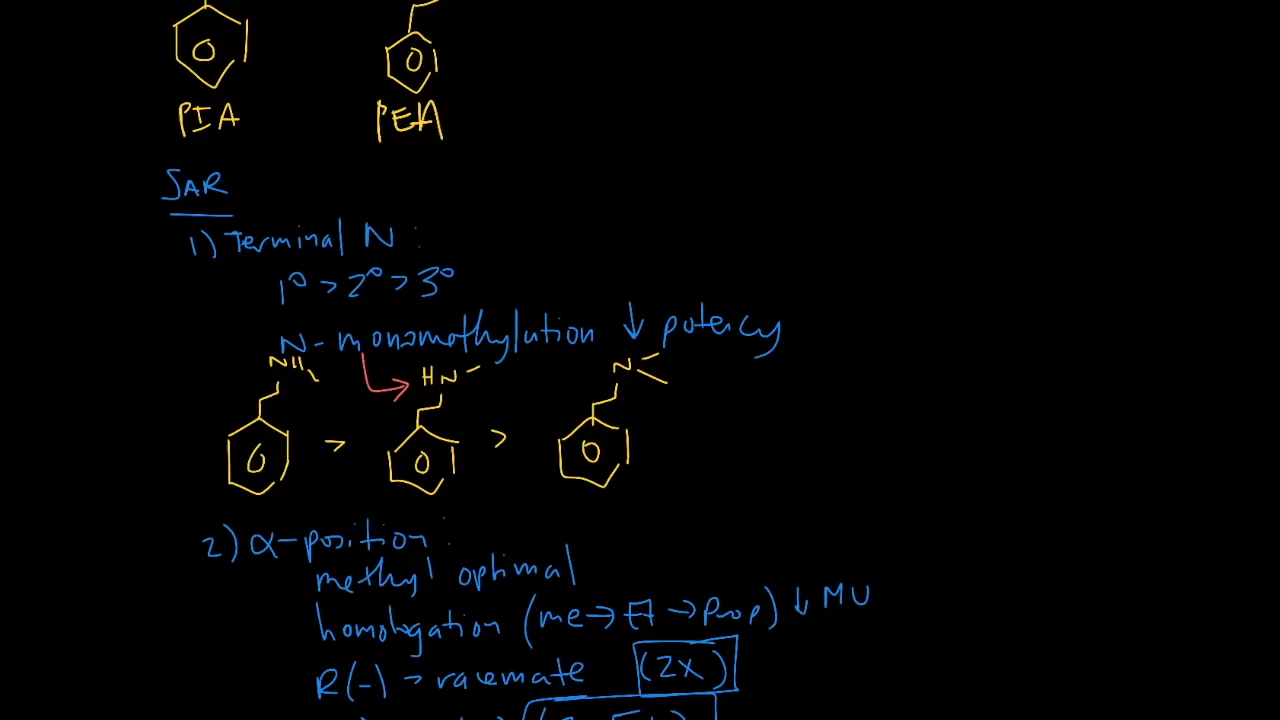 PIA PEA
SAR
1) Terminal N :
1° > 2° > 3°
N-monomethylution ↓ potency
NH2 HN N
> >
2) α-position :
methyl optimal
homologation (me → Et → Prop) ↓ MU
R(-) → racemate (2x)